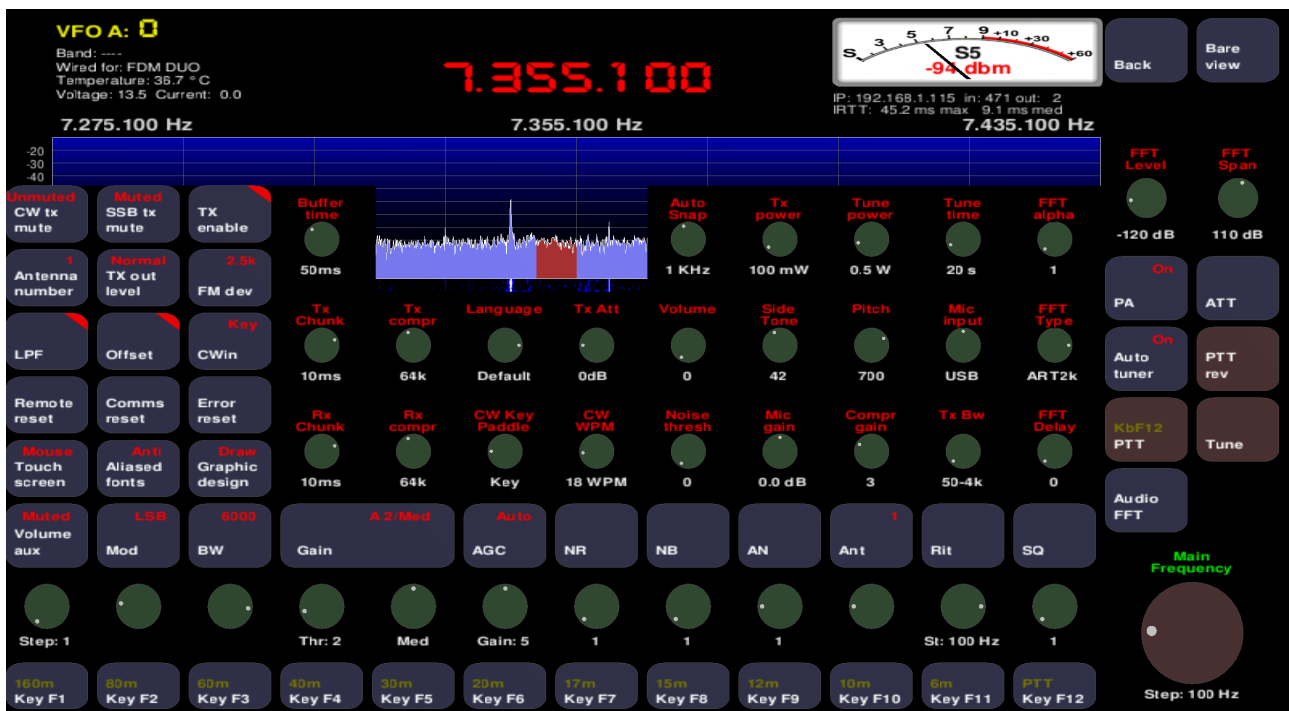 VFO A: 0
Band: ----
Wired for: FDM DUO
Temperature: 36.7 ° C
Voltage: 13.5 Current: 0.0
7.355.100
S 3 5 7 9 +10 +30 +60
S5
-94 dbm
IP: 192.168.1.115 in: 471 out: 2
IRTT: 45.2 ms max 9.1 ms med
Back
Bare
view
7.275.100 Hz 7.355.100 Hz 7.435.100 Hz
-20
-30
-40
FFT
Level
-120 dB
FFT
Span
110 dB
Unmuted
CW tx
mute
Muted
SSB tx
mute
TX
enable
Buffer
time
50ms
Auto
Snap
1 KHz
Tx
power
100 mW
Tune
power
0.5 W
Tune
time
20 s
FFT
alpha
1
1
Antenna
number
Normal
TX out
level
2.5k
FM dev
On
PA
ATT
LPF
Offset
Key
CWin
Tx
Chunk
10ms
Tx
compr
64k
Language
Default
Tx Att
0dB
Volume
0
Side
Tone
42
Pitch
700
Mic
input
USB
FFT
Type
ART2k
On
Auto
tuner
PTT
rev
Remote
reset
Comms
reset
Error
reset
Rx
Chunk
10ms
Rx
compr
64k
CW Key
Paddle
Key
CW
WPM
18 WPM
Noise
thresh
0
Mic
gain
0.0 dB
Compr
gain
3
Tx Bw
50-4k
FFT
Delay
0
KbF12
PTT
Tune
Mouse
Touch
screen
Anti
Aliased
fonts
Draw
Graphic
design
Audio
FFT
Muted
Volume
aux
LSB
Mod
6000
BW
A 2/Med
Gain
Auto
AGC
NR
NB
AN
1
Ant
Rit
SQ
Main
Frequency
Step: 1
Thr: 2
Med
Gain: 5
1
1
1
St: 100 Hz
1
Step: 100 Hz
160m
Key F1
80m
Key F2
60m
Key F3
40m
Key F4
30m
Key F5
20m
Key F6
17m
Key F7
15m
Key F8
12m
Key F9
10m
Key F10
6m
Key F11
PTT
Key F12